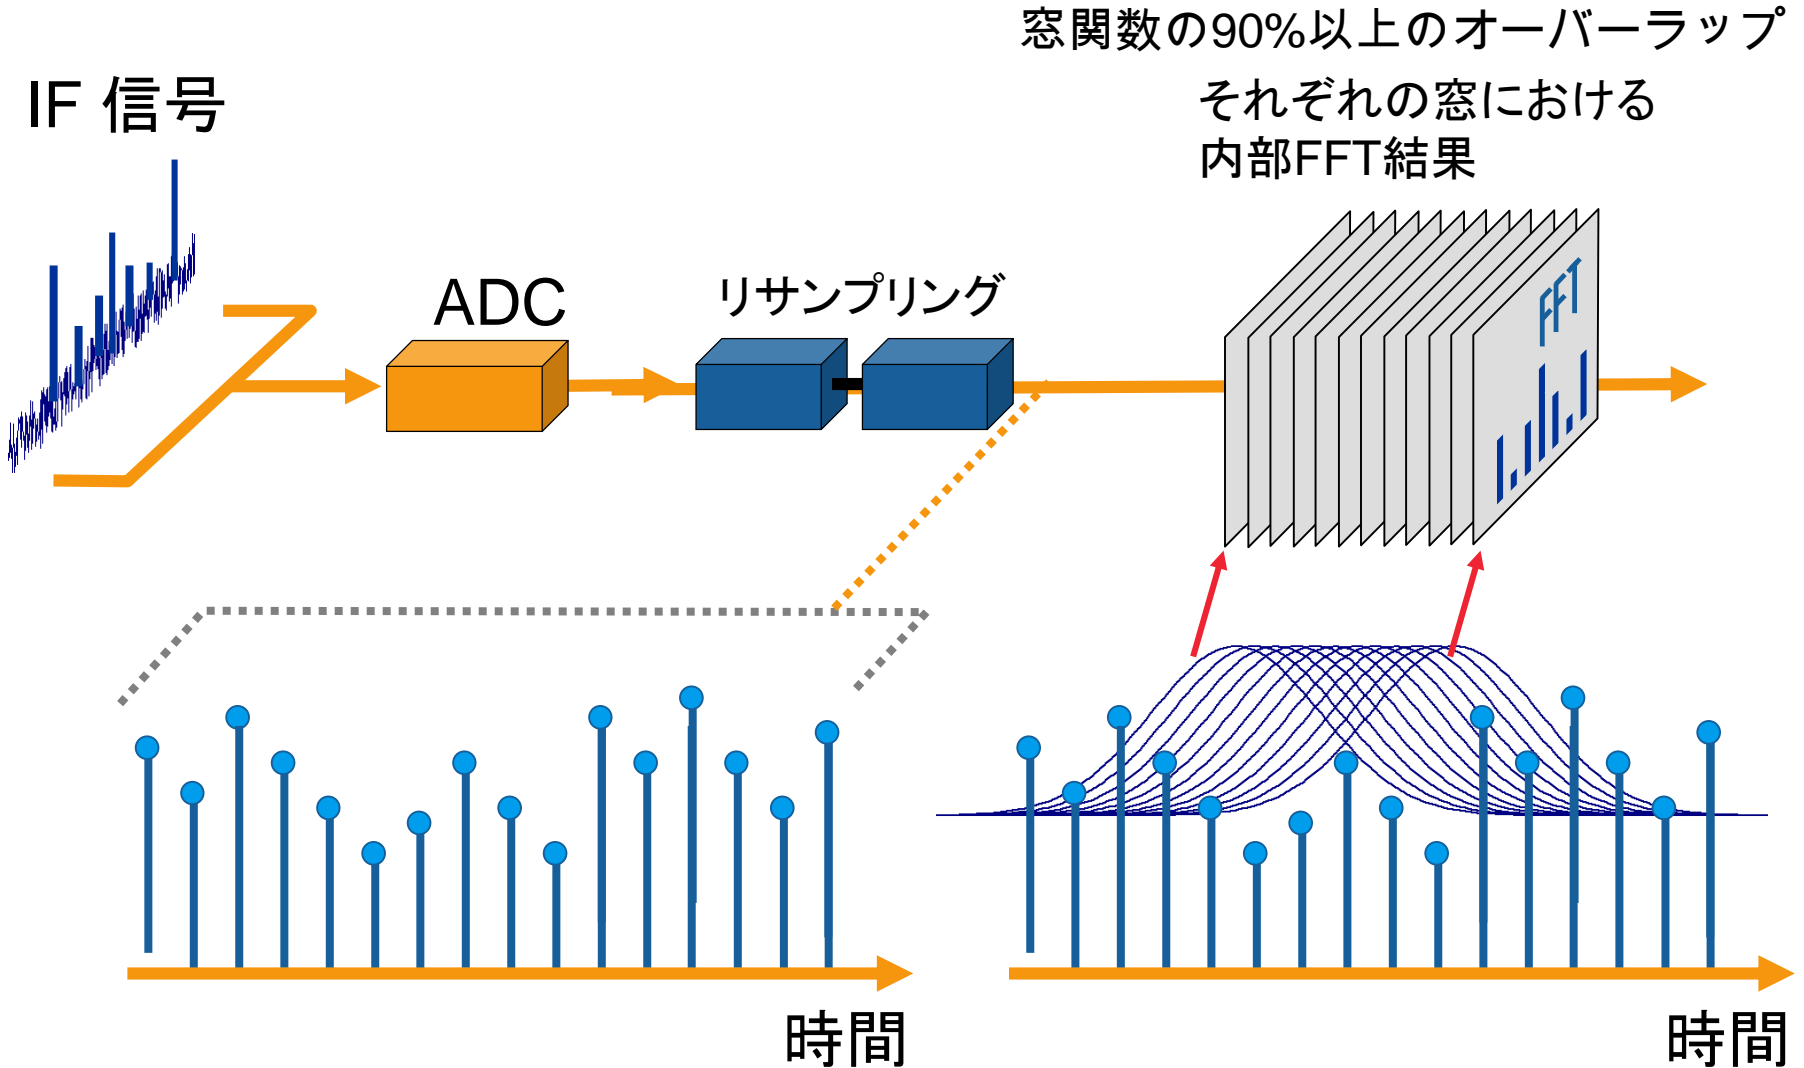 窓関数の90%以上のオーバーラップ
IF 信号
それぞれの窓における
内部FFT結果
ADC
リサンプリング
FFT
時間
時間